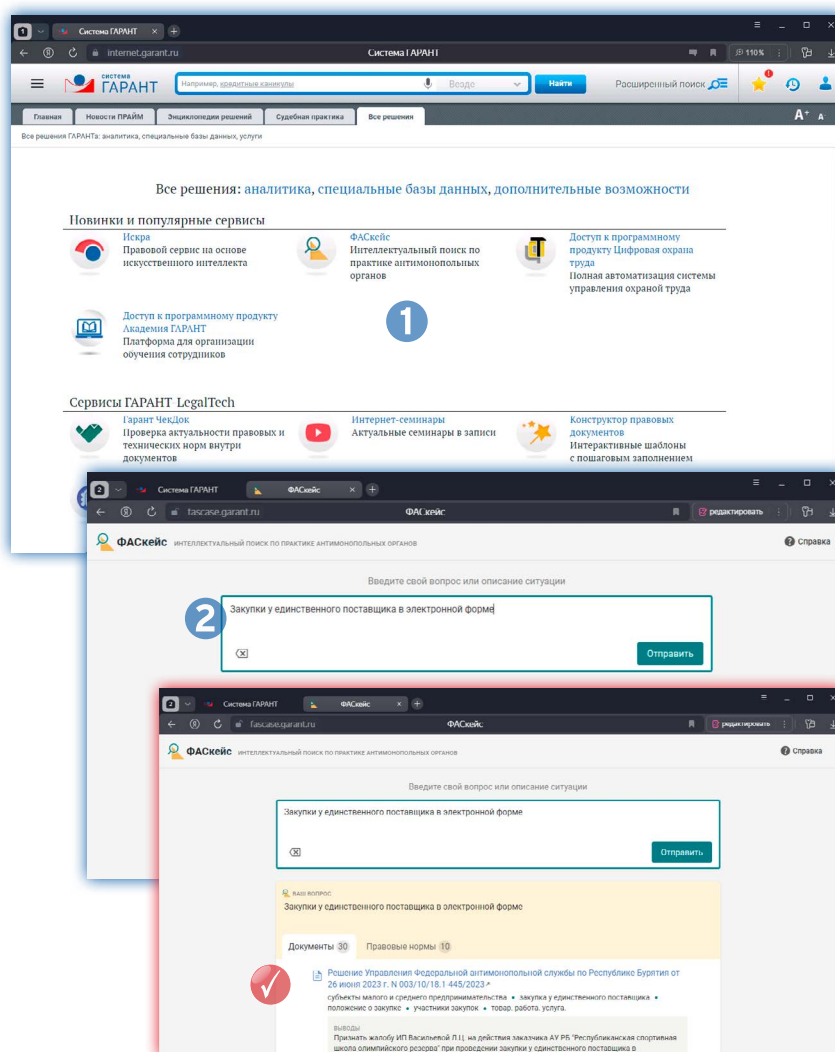 1
Система ГАРАНТ
internet.garant.ru
Система ГАРАНТ
110%
система
ГАРАНТ
Например, кредитные каникулы
Везде
Найти
Расширенный поиск
Главная
Новости ПРАЙМ
Энциклопедия решений
Судебная практика
Все решения
A+ A
Все решения ГАРАНТа: аналитика, специальные базы данных, услуги
Все решения: аналитика, специальные базы данных, дополнительные возможности
Новинки и популярные сервисы
Искра
Правовой сервис на основе
искусственного интеллекта
ФАСкейс
Интеллектуальный поиск по
практике антимонопольных
органов
Доступ к программному
продукту Цифровая охрана
труда
Полная автоматизация системы
управления охраной труда
Доступ к программному продукту
Академия ГАРАНТ
Платформа для организации
обучения сотрудников
1
Сервисы ГАРАНТ-LegalTech
Гарант ЧекДок
Проверка актуальности правовых и
технических норм внутри
документов
Интернет-семинары
Актуальные семинары в записи
Конструктор правовых
документов
Интерактивные шаблоны
с пошаговым заполнением
2
Система ГАРАНТ
ФАСкейс
fascase.garant.ru
ФАСкейс
редактировать
ФАСкейс
ИНТЕЛЛЕКТУАЛЬНЫЙ ПОИСК ПО ПРАКТИКЕ АНТИМОНОПОЛЬНЫХ ОРГАНОВ
Справка
Введите свой вопрос или описание ситуации
2
Закупки у единственного поставщика в электронной форме
Отправить
2
Система ГАРАНТ
ФАСкейс
fascase.garant.ru
ФАСкейс
редактировать
ФАСкейс
ИНТЕЛЛЕКТУАЛЬНЫЙ ПОИСК ПО ПРАКТИКЕ АНТИМОНОПОЛЬНЫХ ОРГАНОВ
Справка
Введите свой вопрос или описание ситуации
Закупки у единственного поставщика в электронной форме
Отправить
ВАШ ВОПРОС
Закупки у единственного поставщика в электронной форме
Документы 30
Правовые нормы 10
Решение Управления Федеральной антимонопольной службы по Республике Бурятия от
26 июня 2023 г. N 003/10/18.1-445/2023
субъекты малого и среднего предпринимательства • закупка у единственного поставщика •
положение о закупке • участники закупок • товар, работа, услуга.
ВЫВОДЫ
Признать жалобу ИП Васильевой Л.Ц. на действия заказчика АУ РБ "Республиканская спортивная
школа олимпийского резерва" при проведении закупки у единственного поставщика в